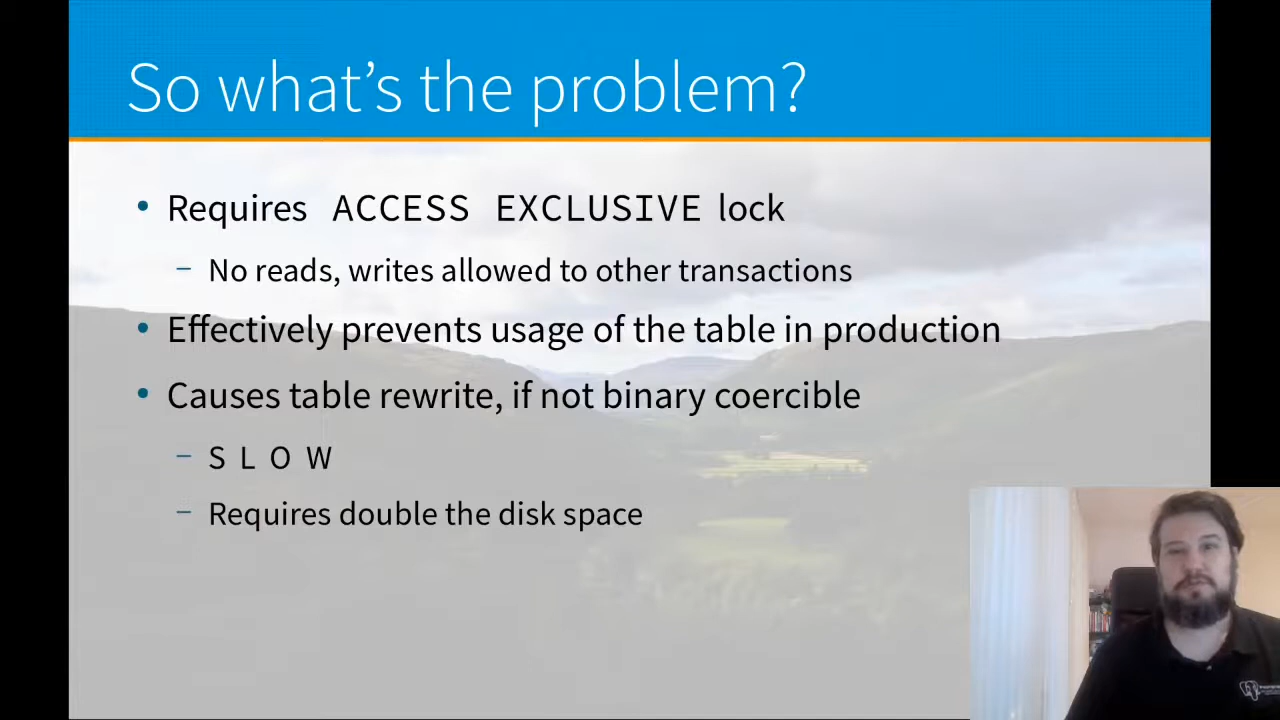 So what’s the problem?
• Requires ACCESS EXCLUSIVE lock
– No reads, writes allowed to other transactions
• Effectively prevents usage of the table in production
• Causes table rewrite, if not binary coercible
– S L O W
– Requires double the disk space